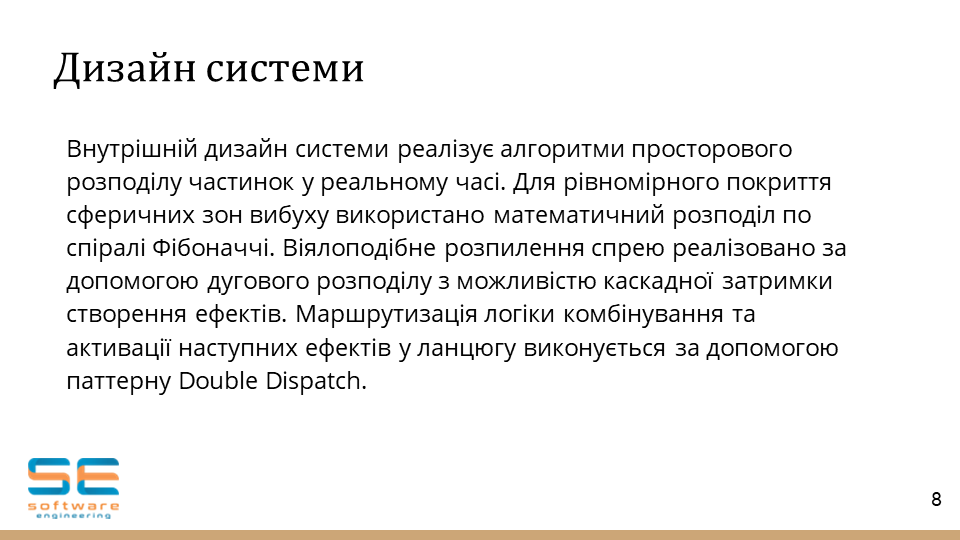 Дизайн системи
Внутрішній дизайн системи реалізує алгоритми просторового
розподілу частинок у реальному часі. Для рівномірного покриття
сферичних зон вибуху використано математичний розподіл по
спіралі Фібоначчі. Віялоподібне розпилення спрею реалізовано за
допомогою дугового розподілу з можливістю каскадної затримки
створення ефектів. Маршрутизація логіки комбінування та
активації наступних ефектів у ланцюгу виконується за допомогою
паттерну Double Dispatch.
SE
software
engineering
8